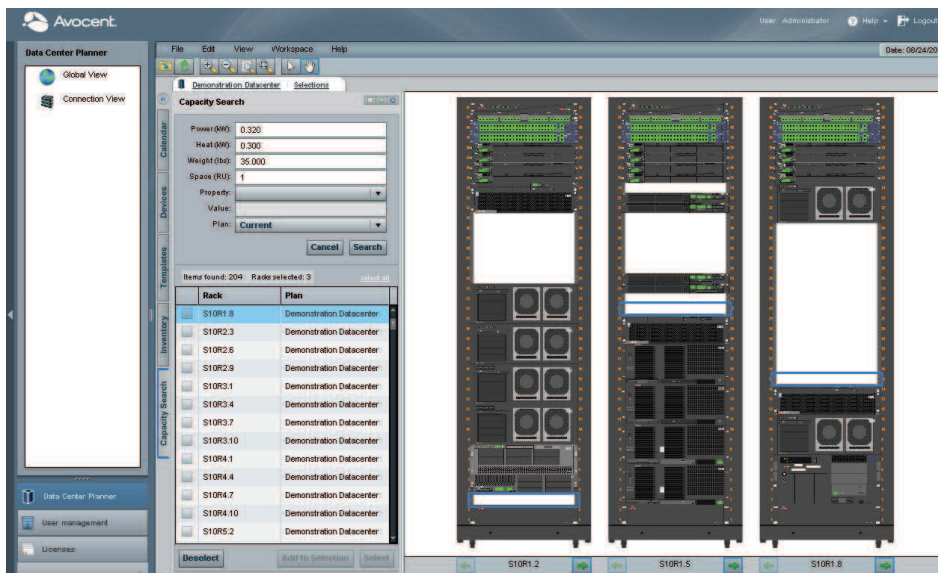 Avocent
User: Administrator Help Logout
Data Center Planner
File Edit View Workspace Help
Date: 08/24/20
Global View
Connection View
Demonstration Datacenter Selections
Capacity Search
Calendar
Devices
Templates
Inventory
Capacity Search
Power (kW): 0.320
Heat (kW): 0.300
Weight (lbs): 35.000
Space (RU): 1
Property:
Value:
Plan: Current
Cancel Search
Items found: 204 Racks selected: 3 select all
Rack Plan
S10R1.8 Demonstration Datacenter
S10R2.3 Demonstration Datacenter
S10R2.6 Demonstration Datacenter
S10R2.9 Demonstration Datacenter
S10R3.1 Demonstration Datacenter
S10R3.4 Demonstration Datacenter
S10R3.7 Demonstration Datacenter
S10R3.10 Demonstration Datacenter
S10R4.1 Demonstration Datacenter
S10R4.4 Demonstration Datacenter
S10R4.7 Demonstration Datacenter
S10R4.10 Demonstration Datacenter
S10R5.2 Demonstration Datacenter
Deselect Add to Selection Select
Data Center Planner
User management
Licenses
S10R1.2 S10R1.5 S10R1.8